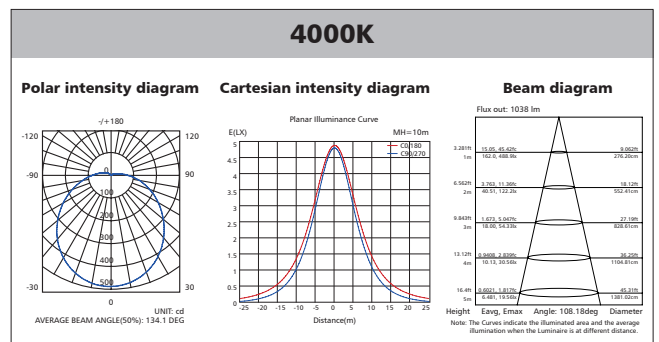 4000K
Polar intensity diagram
Cartesian intensity diagram
Beam diagram
-/+180
-120
120
-90
90
-30
30
0
0
100
200
300
400
500
UNIT: cd
AVERAGE BEAM ANGLE(50%): 134.1 DEG
Planar Illuminance Curve
E(LX)
MH=10m
C0/180
C90/270
5
4.5
4
3.5
3
2.5
2
1.5
1
0.5
0
-25 -20 -15 -10 -5 0 5 10 15 20 25
Distance(m)
Flux out: 1038 lm
3.281ft 15.05, 45.42fc 9.062ft
1m 162.0, 488.9lx 276.20cm
6.562ft 3.763, 11.36fc 18.12ft
2m 40.51, 122.2lx 552.41cm
9.843ft 1.673, 5.047fc 27.19ft
3m 18.00, 54.33lx 828.61cm
13.12ft 0.9408, 2.839fc 36.25ft
4m 10.13, 30.56lx 1104.81cm
16.4ft 0.6021, 1.817fc 45.31ft
5m 6.481, 19.56lx 1381.02cm
Height Eavg, Emax Angle: 108.18deg Diameter
Note: The Curves indicate the illuminated area and the average
illumination when the Luminaire is at different distance.